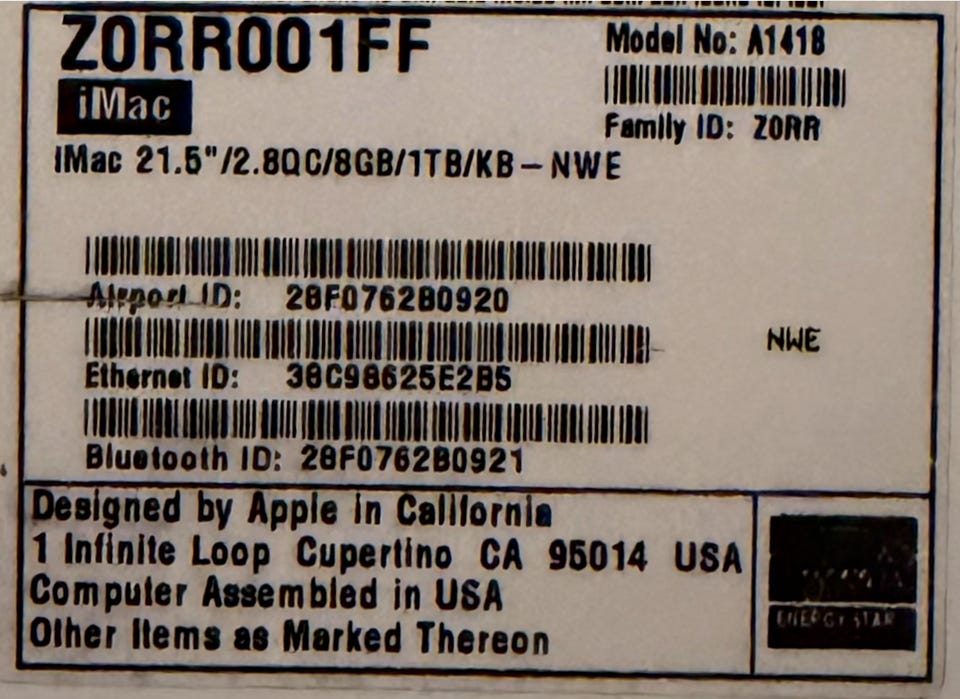 Z0RR001FF
iMac
iMac 21.5"/2.8QC/8GB/1TB/KB-NWE
Model No: A1418
Family ID: Z0RR
Airport ID: 28F0762B0920
NWE
Ethernet ID: 38C98625E2B5
Bluetooth ID: 28F0762B0921
Designed by Apple in California
1 Infinite Loop Cupertino CA 95014 USA
Computer Assembled in USA
Other Items as Marked Thereon
ENERGY STAR